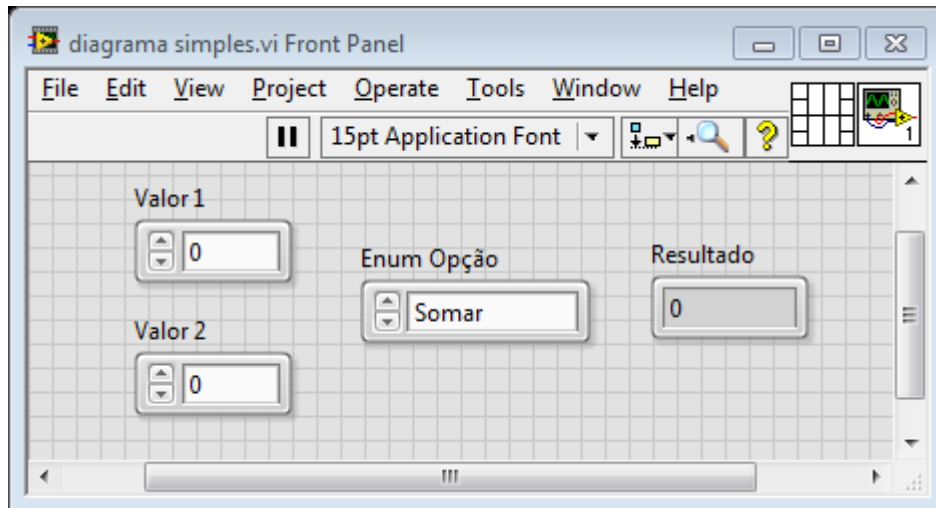 diagrama simples.vi Front Panel
File Edit View Project Operate Tools Window Help
15pt Application Font
1
Valor 1
0
Enum Opção
Somar
Resultado
0
Valor 2
0